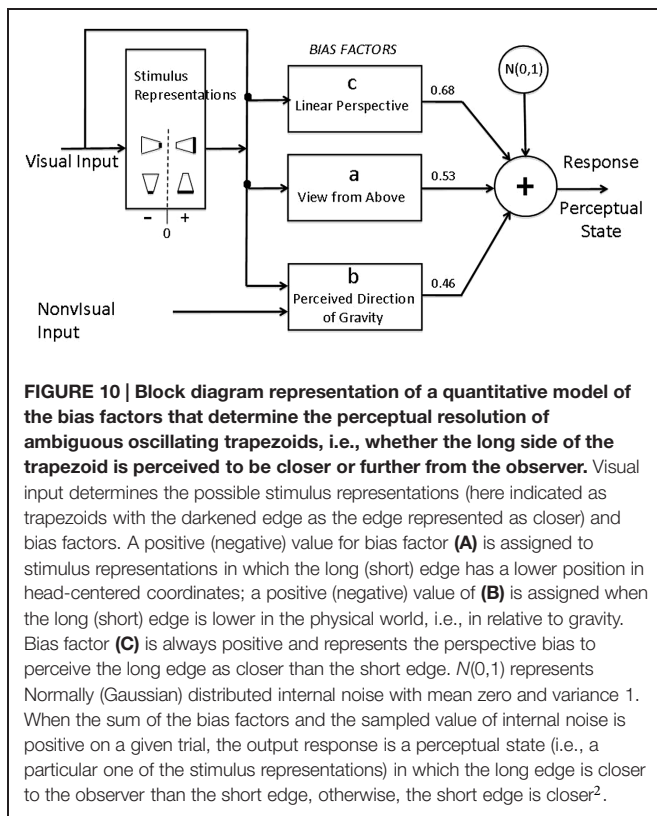 BIAS FACTORS
N(0,1)
Stimulus
Representations
c
Linear Perspective
0.68
Visual Input
a
View from Above
0.53
+
Response
Perceptual
State
– +
0
b
Perceived Direction
of Gravity
0.46
Nonvisual
Input
FIGURE 10 | Block diagram representation of a quantitative model of
the bias factors that determine the perceptual resolution of
ambiguous oscillating trapezoids, i.e., whether the long side of the
trapezoid is perceived to be closer or further from the observer. Visual
input determines the possible stimulus representations (here indicated as
trapezoids with the darkened edge as the edge represented as closer) and
bias factors. A positive (negative) value for bias factor (A) is assigned to
stimulus representations in which the long (short) edge has a lower position in
head-centered coordinates; a positive (negative) value of (B) is assigned when
the long (short) edge is lower in the physical world, i.e., in relative to gravity.
Bias factor (C) is always positive and represents the perspective bias to
perceive the long edge as closer than the short edge. N(0,1) represents
Normally (Gaussian) distributed internal noise with mean zero and variance 1.
When the sum of the bias factors and the sampled value of internal noise is
positive on a given trial, the output response is a perceptual state (i.e., a
particular one of the stimulus representations) in which the long edge is closer
to the observer than the short edge, otherwise, the short edge is closer².